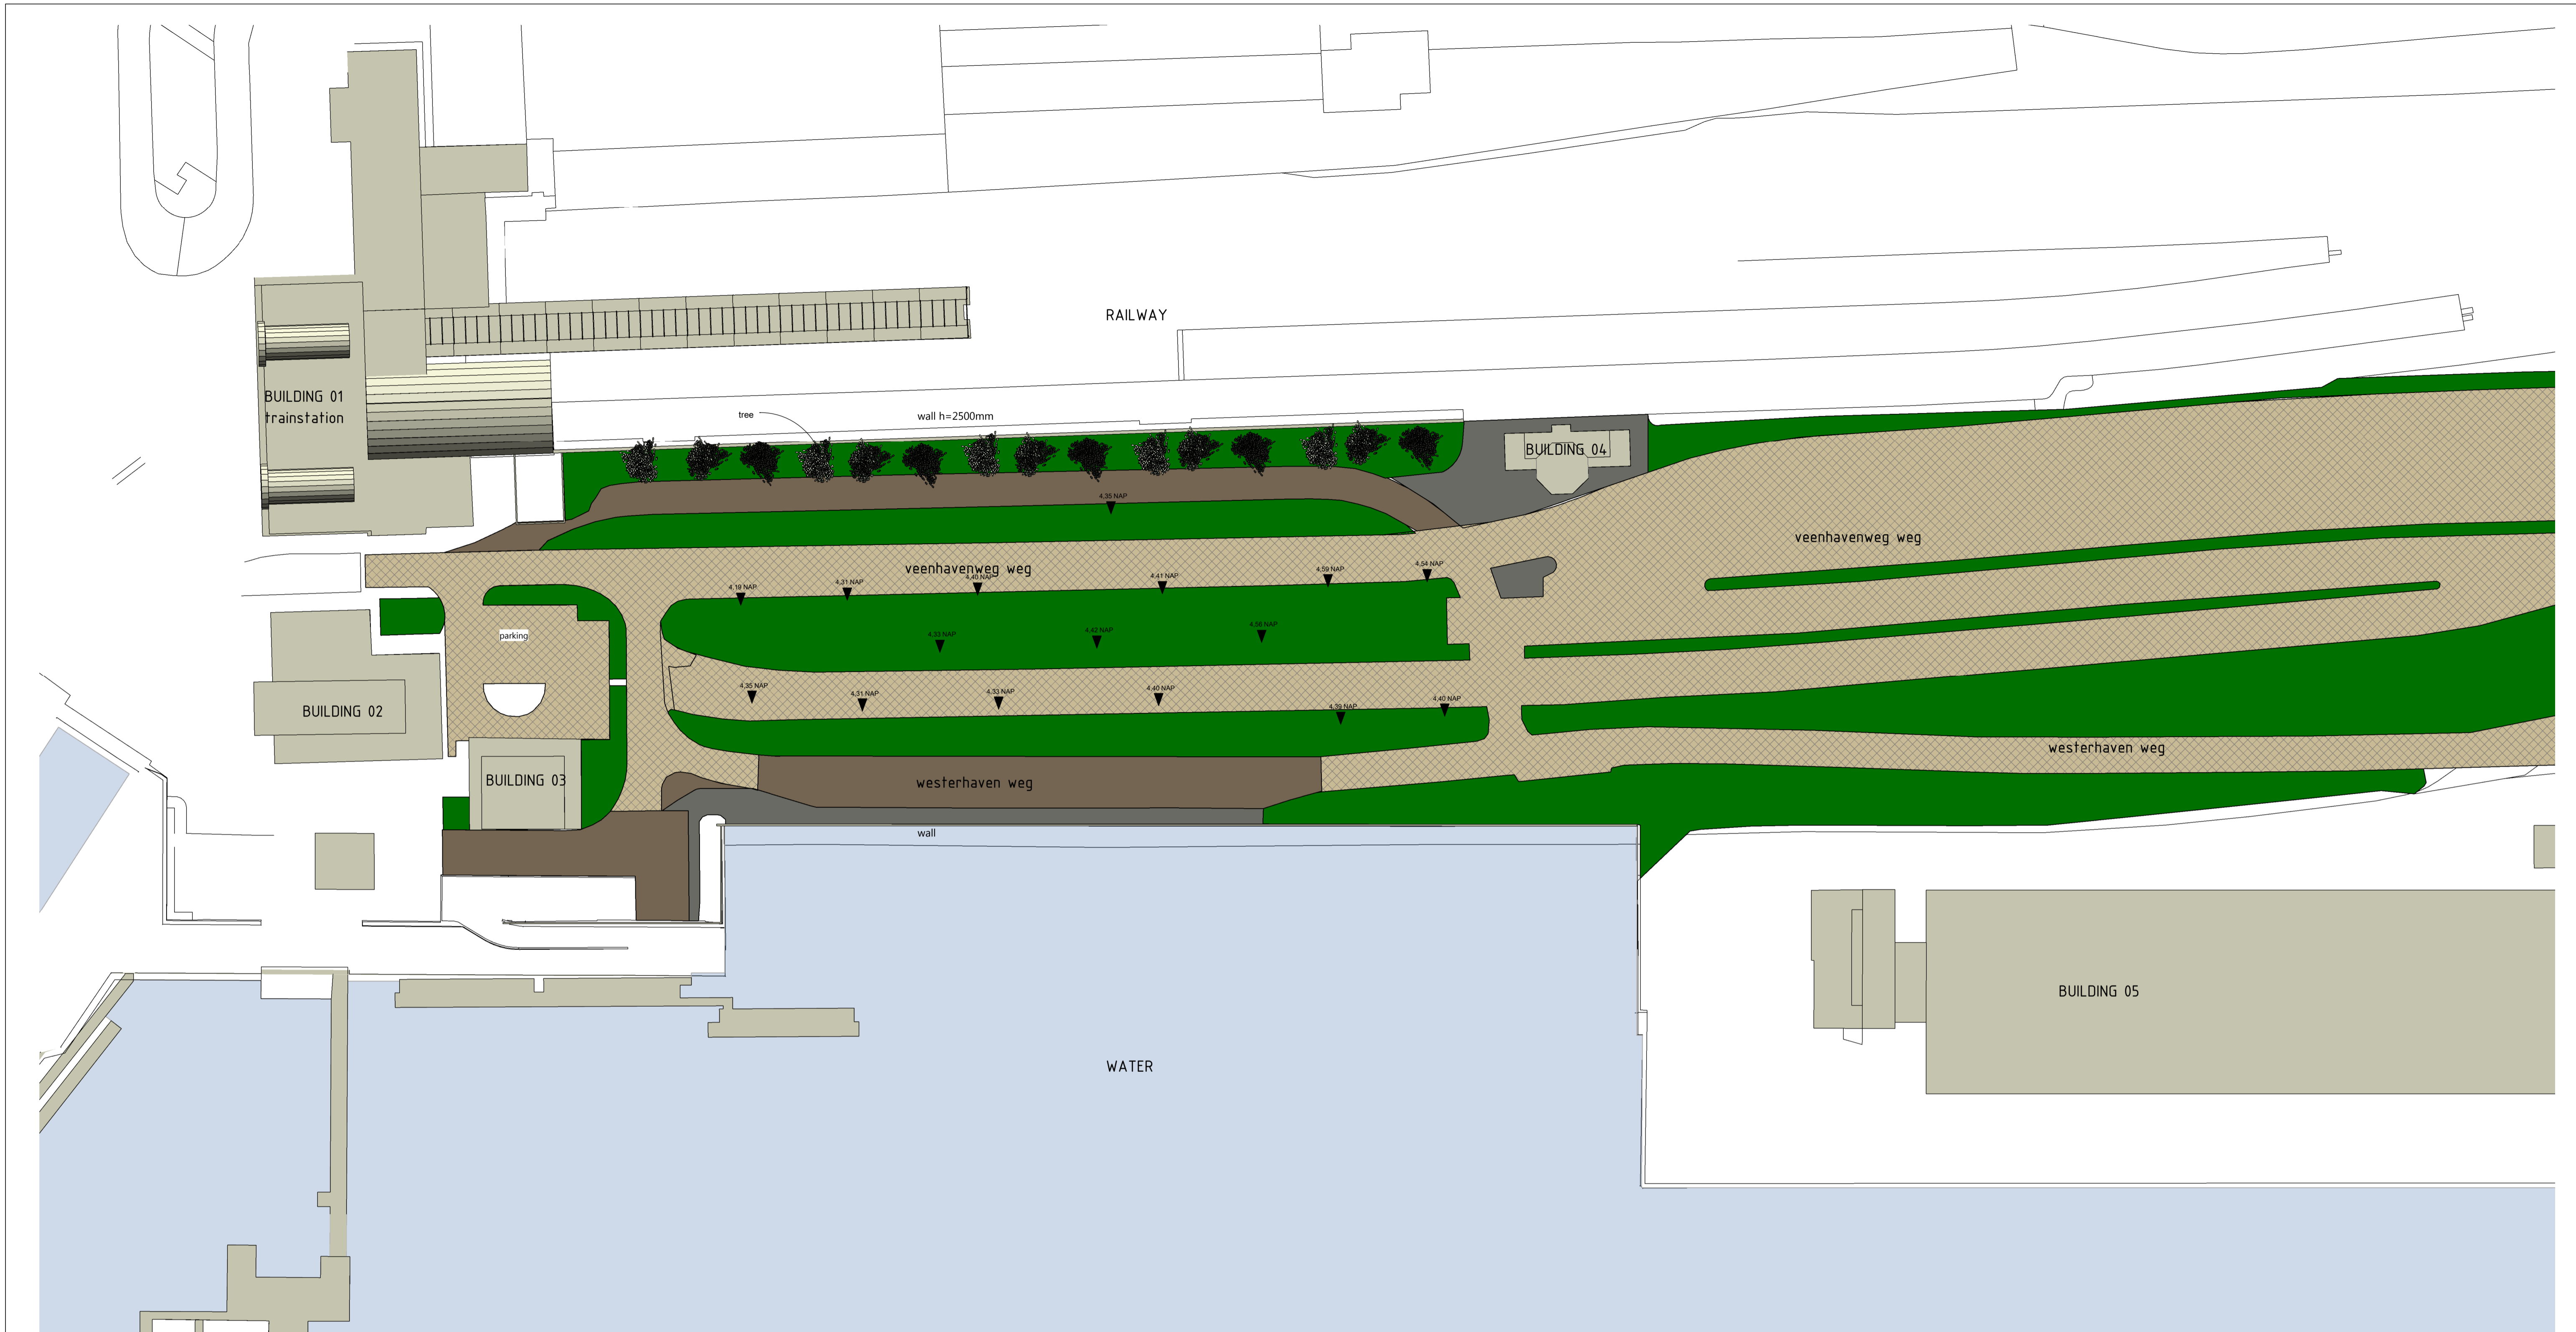 RAILWAY
BUILDING 01
trainstation
tree
wall h=2500mm
BUILDING 04
4.35 NAP
veenhavenweg weg
veenhavenweg weg
4.19 NAP
4.31 NAP
4.40 NAP
4.41 NAP
4.59 NAP
4.54 NAP
parking
4.33 NAP
4.42 NAP
4.50 NAP
4.35 NAP
4.31 NAP
4.33 NAP
4.40 NAP
4.39 NAP
4.40 NAP
BUILDING 02
westerhaven weg
BUILDING 03
westerhaven weg
wall
BUILDING 05
WATER